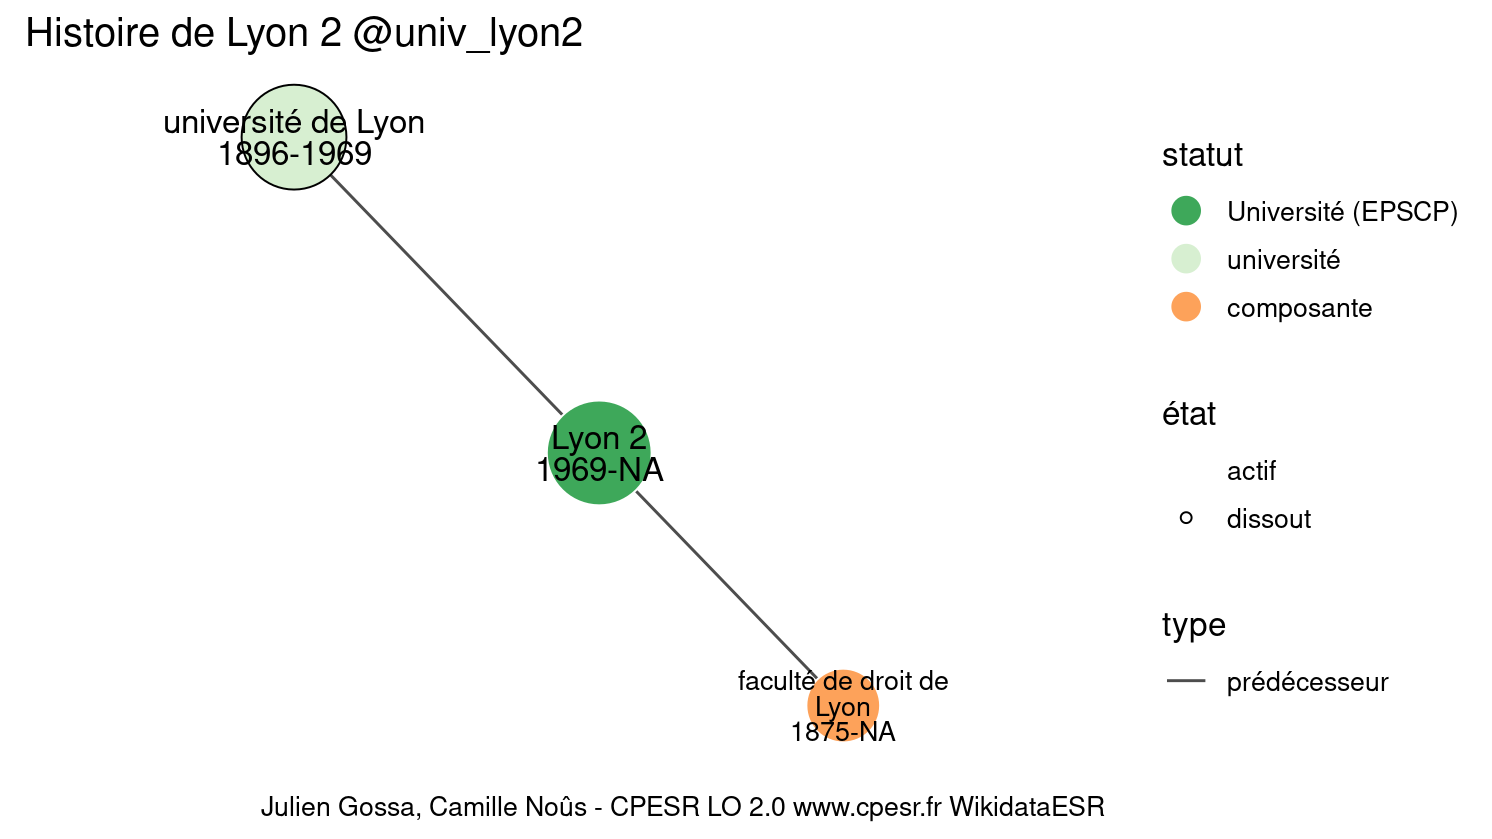 Histoire de Lyon 2 @univ_lyon2
université de Lyon
1896-1969
Lyon 2
1969-NA
faculté de droit de
Lyon
1875-NA
statut
Université (EPSCP)
université
composante
état
actif
dissout
type
prédécesseur
Julien Gossa, Camille Noûs - CPESR LO 2.0 www.cpesr.fr WikidataESR